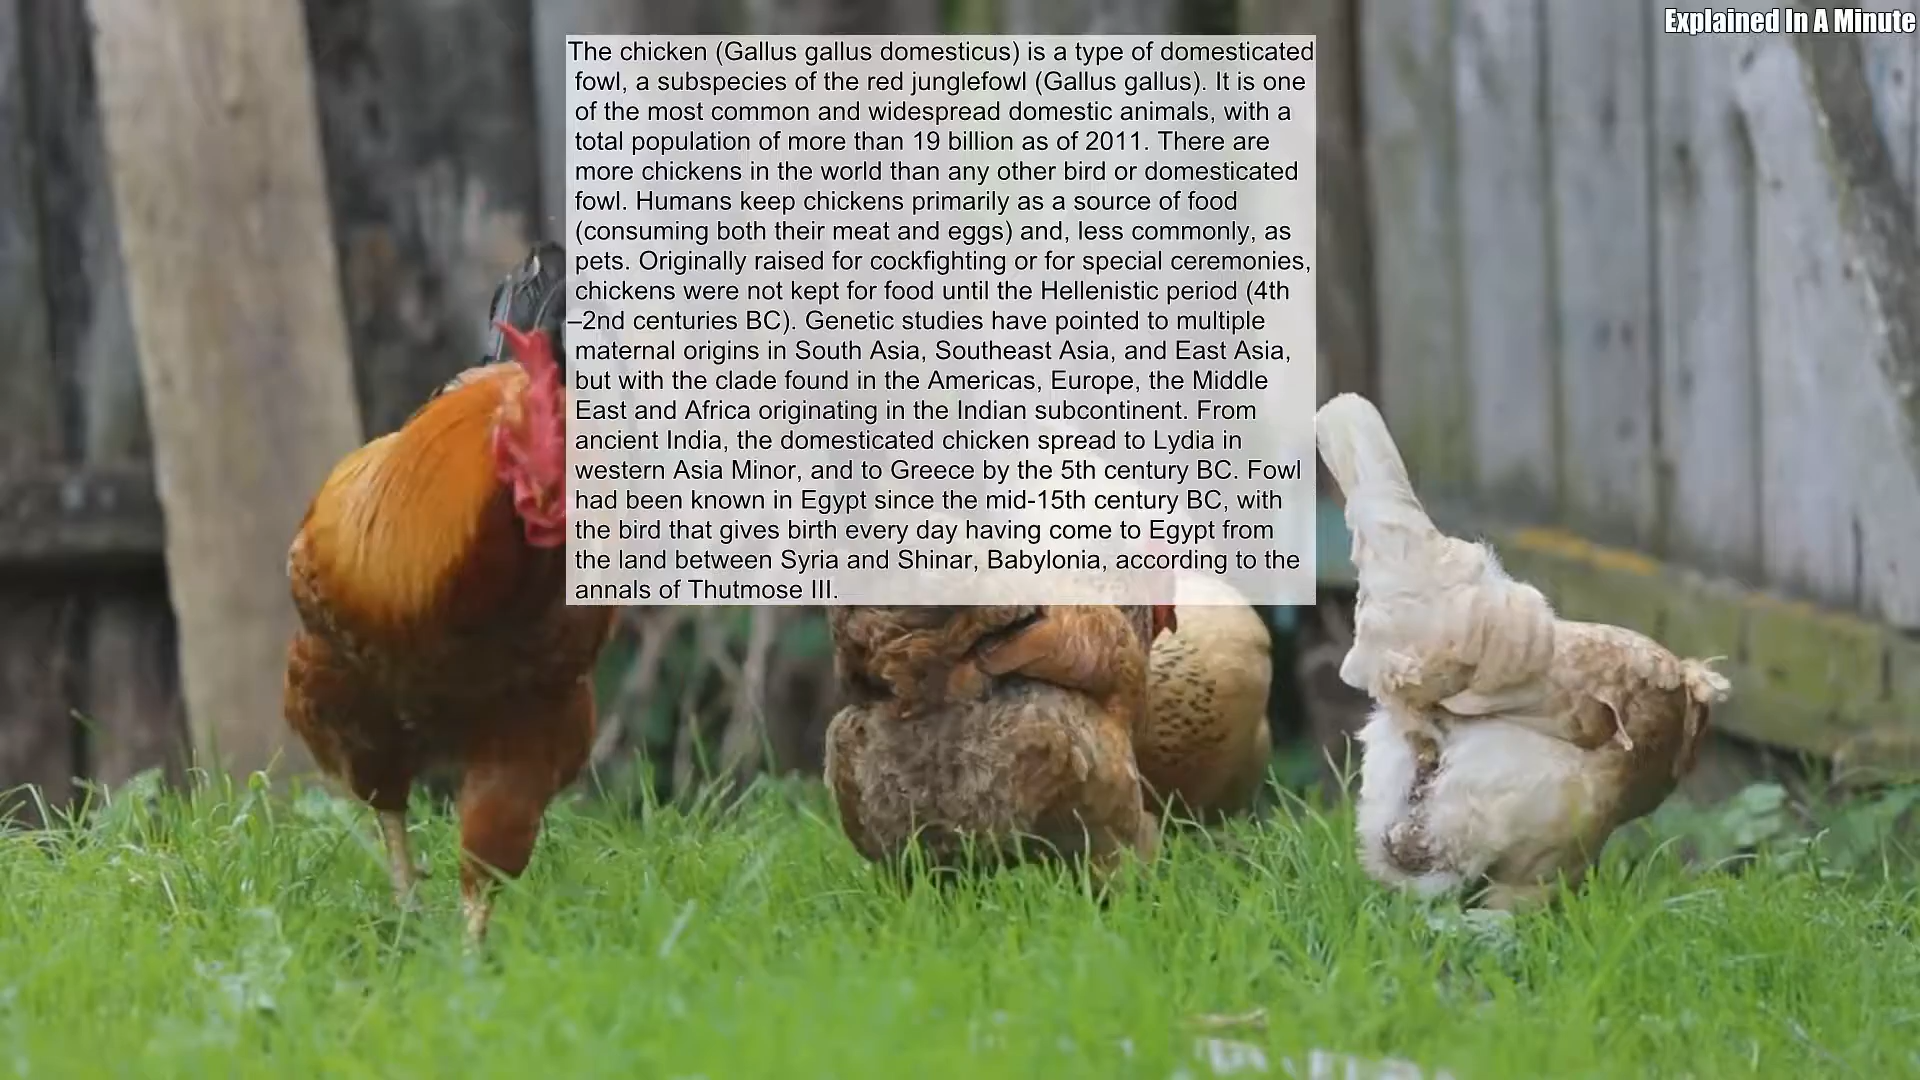 Explained In A Minute
The chicken (Gallus gallus domesticus) is a type of domesticated
fowl, a subspecies of the red junglefowl (Gallus gallus). It is one
of the most common and widespread domestic animals, with a
total population of more than 19 billion as of 2011. There are
more chickens in the world than any other bird or domesticated
fowl. Humans keep chickens primarily as a source of food
(consuming both their meat and eggs) and, less commonly, as
pets. Originally raised for cockfighting or for special ceremonies,
chickens were not kept for food until the Hellenistic period (4th
–2nd centuries BC). Genetic studies have pointed to multiple
maternal origins in South Asia, Southeast Asia, and East Asia,
but with the clade found in the Americas, Europe, the Middle
East and Africa originating in the Indian subcontinent. From
ancient India, the domesticated chicken spread to Lydia in
western Asia Minor, and to Greece by the 5th century BC. Fowl
had been known in Egypt since the mid-15th century BC, with
the bird that gives birth every day having come to Egypt from
the land between Syria and Shinar, Babylonia, according to the
annals of Thutmose III.